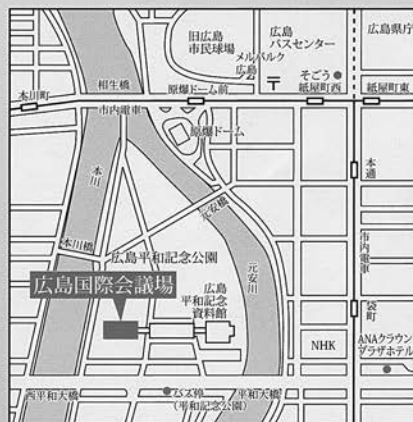 旧広島
市民球場
広島
バスセンター
広島県庁
メルパルク
広島
〒
そごう
紙屋町西
紙屋町東
相生橋
原爆ドーム前
本川町
市内電車
原爆ドーム
本川
本通
元安橋
本川橋
広島平和記念公園
市内電車
元安川
広島国際会議場
広島
平和記念
資料館
袋町
NHK
ANAクラウン
プラザホテル
西平和大橋
バス停
(平和記念公園)
平和大橋